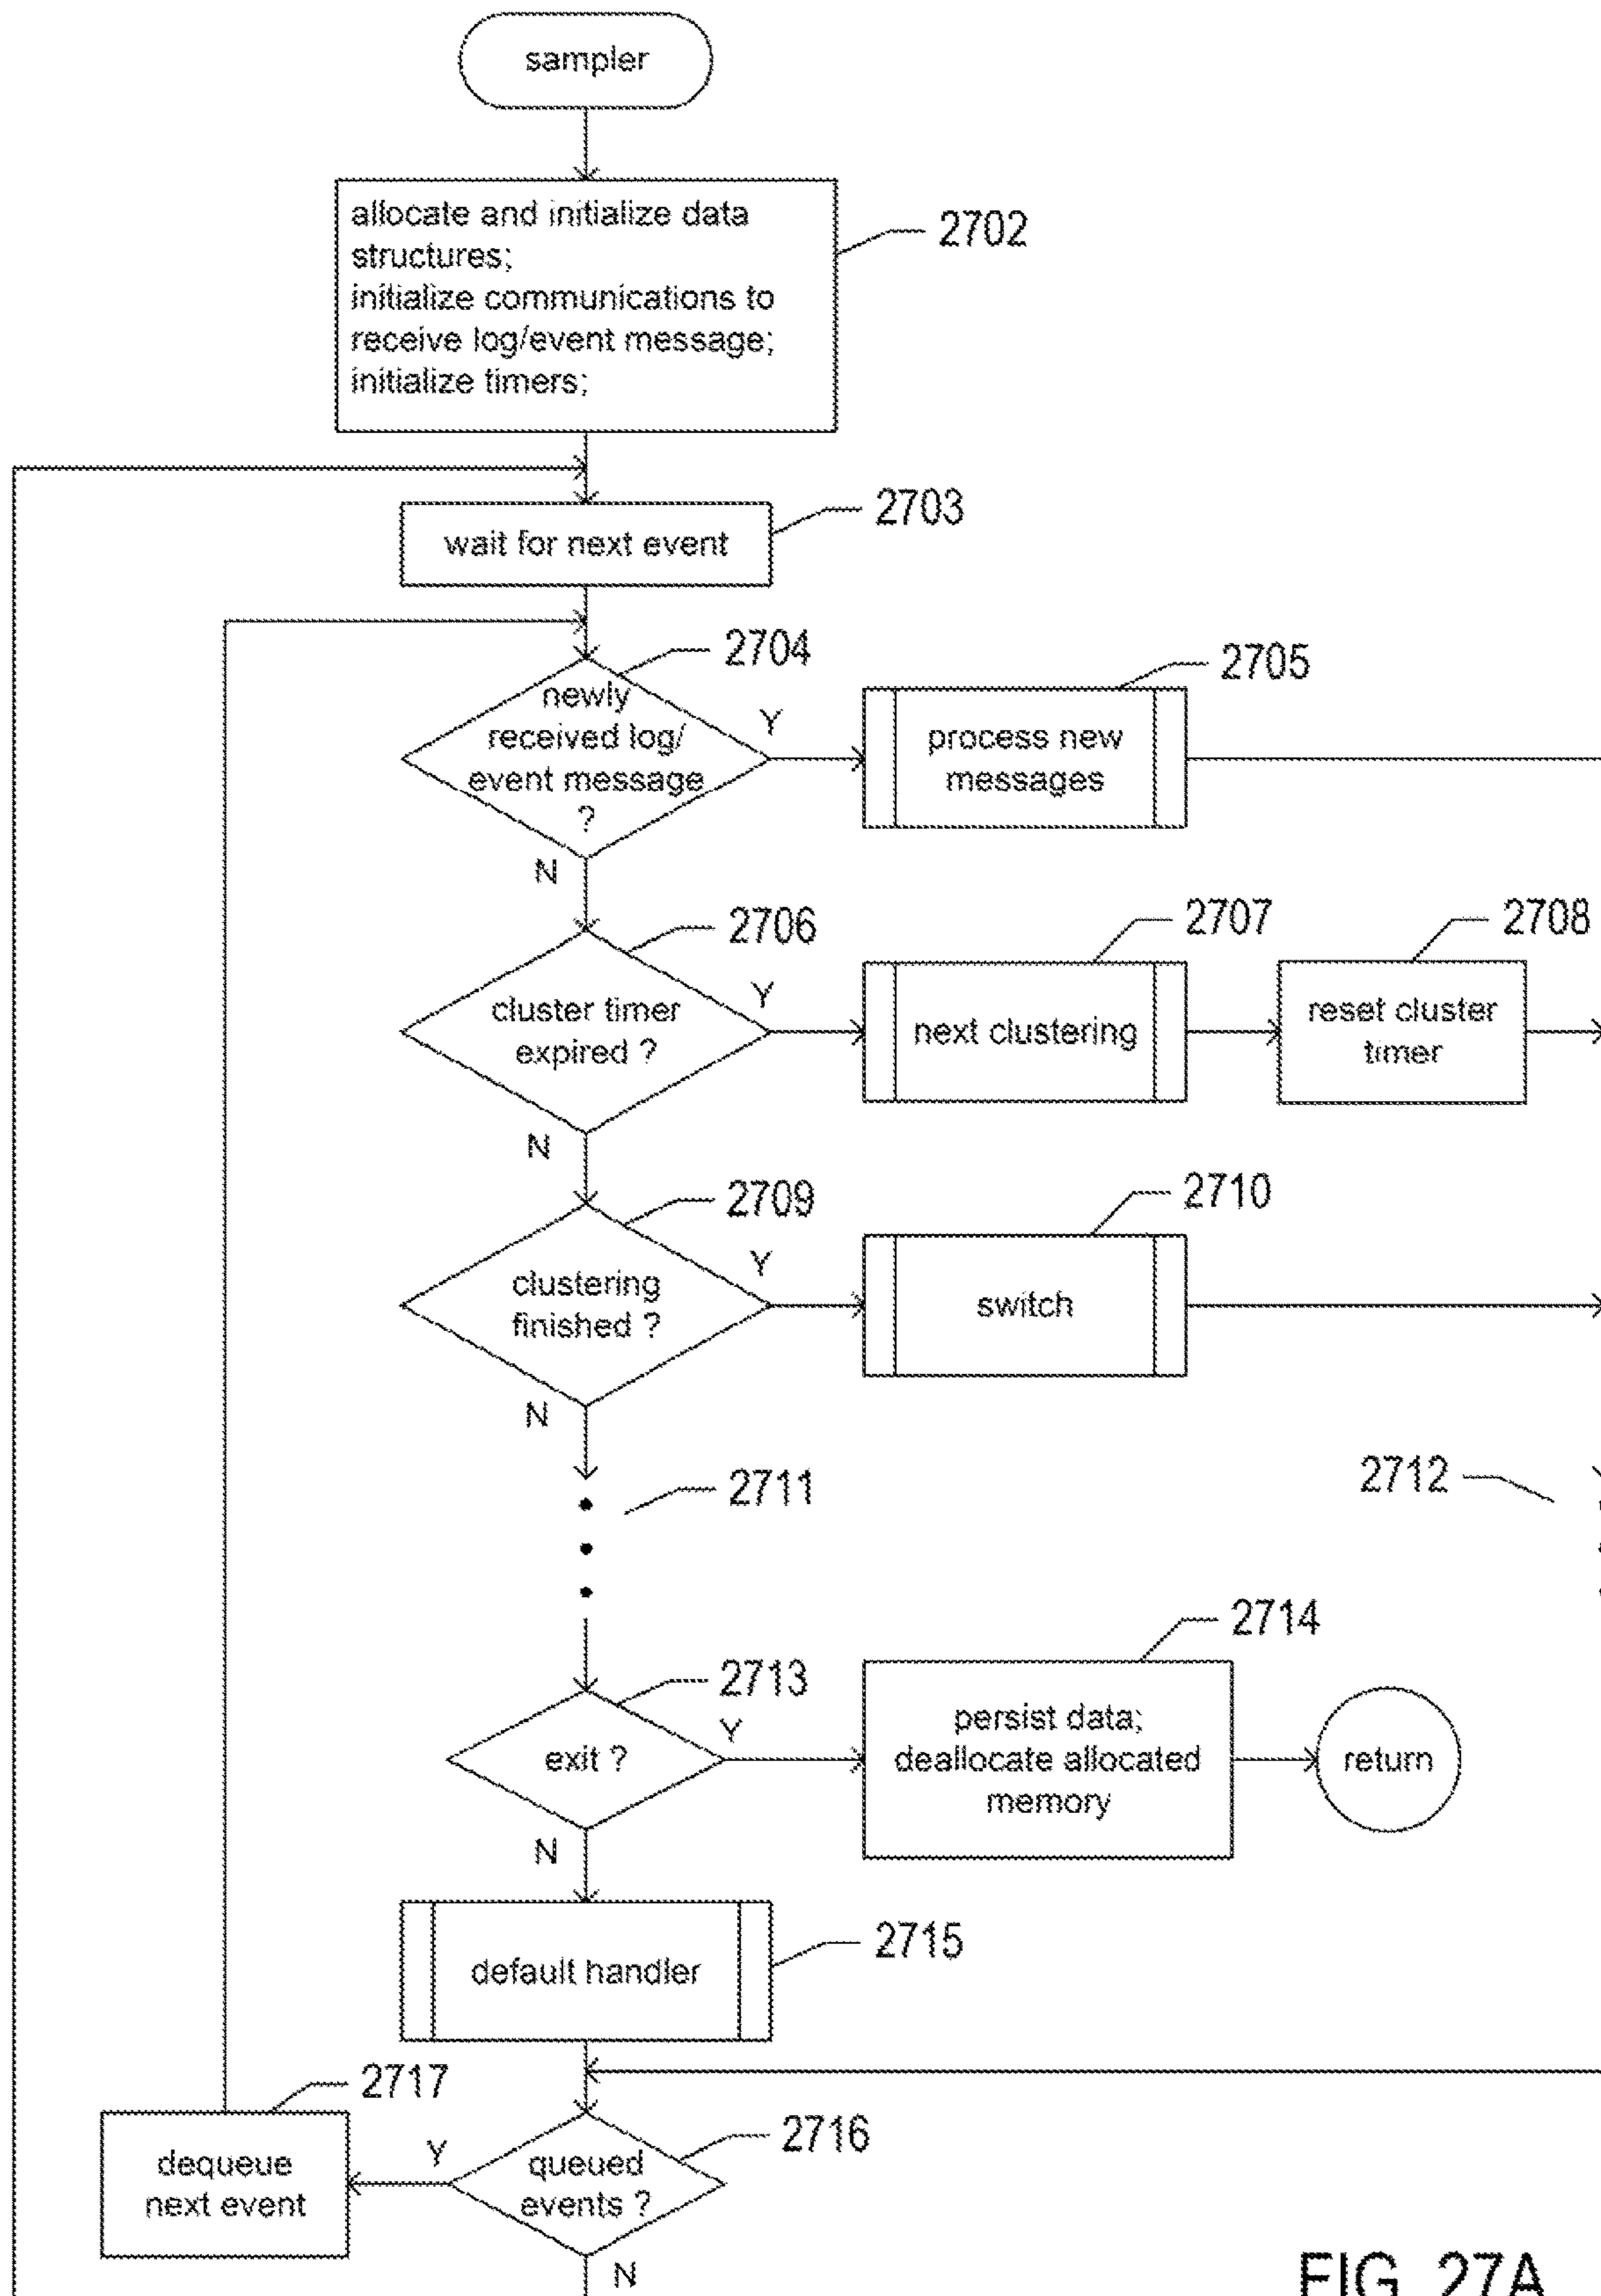 sampler
allocate and initialize data
structures;
initialize communications to
receive log/event message;
initialize timers;
2702
wait for next event
2703
newly
received log/
event message
?
2704
Y
N
process new
messages
2705
cluster timer
expired ?
2706
Y
N
next clustering
2707
reset cluster
timer
2708
clustering
finished ?
2709
Y
N
switch
2710
2711
2712
exit ?
2713
Y
N
persist data;
deallocate allocated
memory
2714
return
default handler
2715
queued
events ?
2716
Y
N
dequeue
next event
2717
FIG. 27A